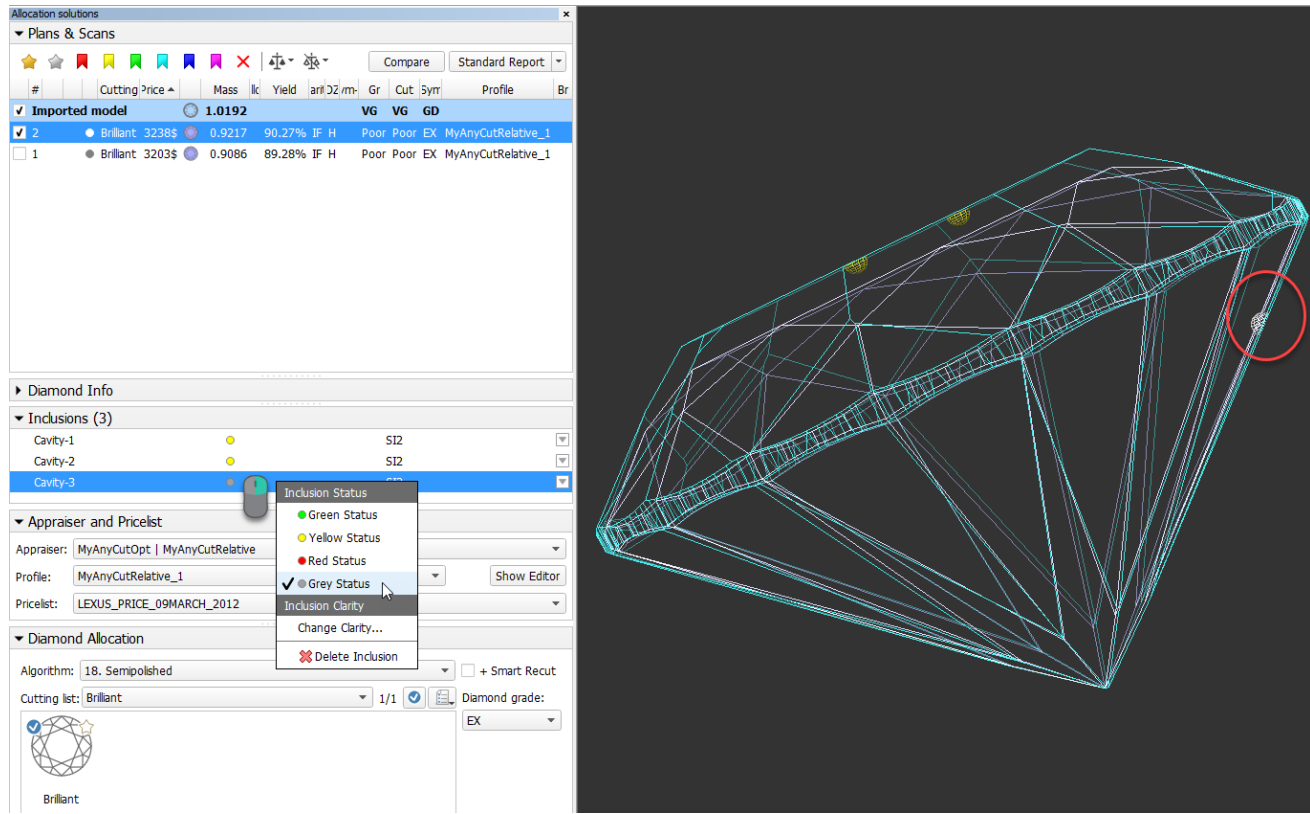 Allocation solutions
Plans & Scans
Compare Standard Report
# Cutting Price Mass Yield Gr Cut Sym Profile Br
Imported model 1.0192 VG VG GD
2 Brilliant 3238$ 0.9217 90.27% IF H Poor Poor EX MyAnyCutRelative_1
1 Brilliant 3203$ 0.9086 89.28% IF H Poor Poor EX MyAnyCutRelative_1
Diamond Info
Inclusions (3)
Cavity-1 SI2
Cavity-2 SI2
Cavity-3 SI2
Inclusion Status
Green Status
Yellow Status
Red Status
Grey Status
Inclusion Clarity
Change Clarity...
Delete Inclusion
Appraiser and Pricelist
Appraiser: MyAnyCutOpt | MyAnyCutRelative
Profile: MyAnyCutRelative_1 Show Editor
Pricelist: LEXUS_PRICE_09MARCH_2012
Diamond Allocation
Algorithm: 18. Semipolished + Smart Recut
Cutting list: Brilliant 1/1 Diamond grade:
EX
Brilliant